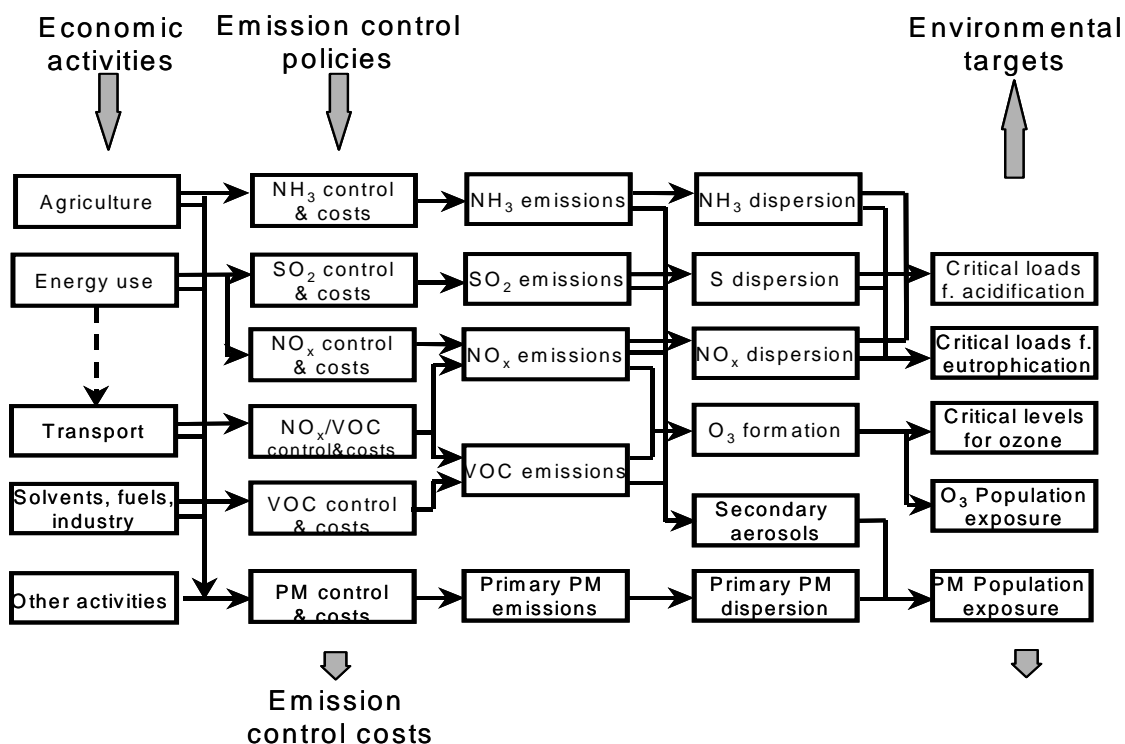 Economic
activities
Emission control
policies
Environmental
targets
Agriculture
NH₃ control
& costs
NH₃ emissions
NH₃ dispersion
Energy use
SO₂ control
& costs
SO₂ emissions
S dispersion
Critical loads
f. acidification
NOₓ control
& costs
NOₓ emissions
NOₓ dispersion
Critical loads f.
eutrophication
Transport
NOₓ/VOC
control&costs
O₃ formation
Critical levels
for ozone
VOC emissions
Solvents, fuels,
industry
VOC control
& costs
Secondary
aerosols
O₃ Population
exposure
Other activities
PM control
& costs
Primary PM
emissions
Primary PM
dispersion
PM Population
exposure
Emission
control costs